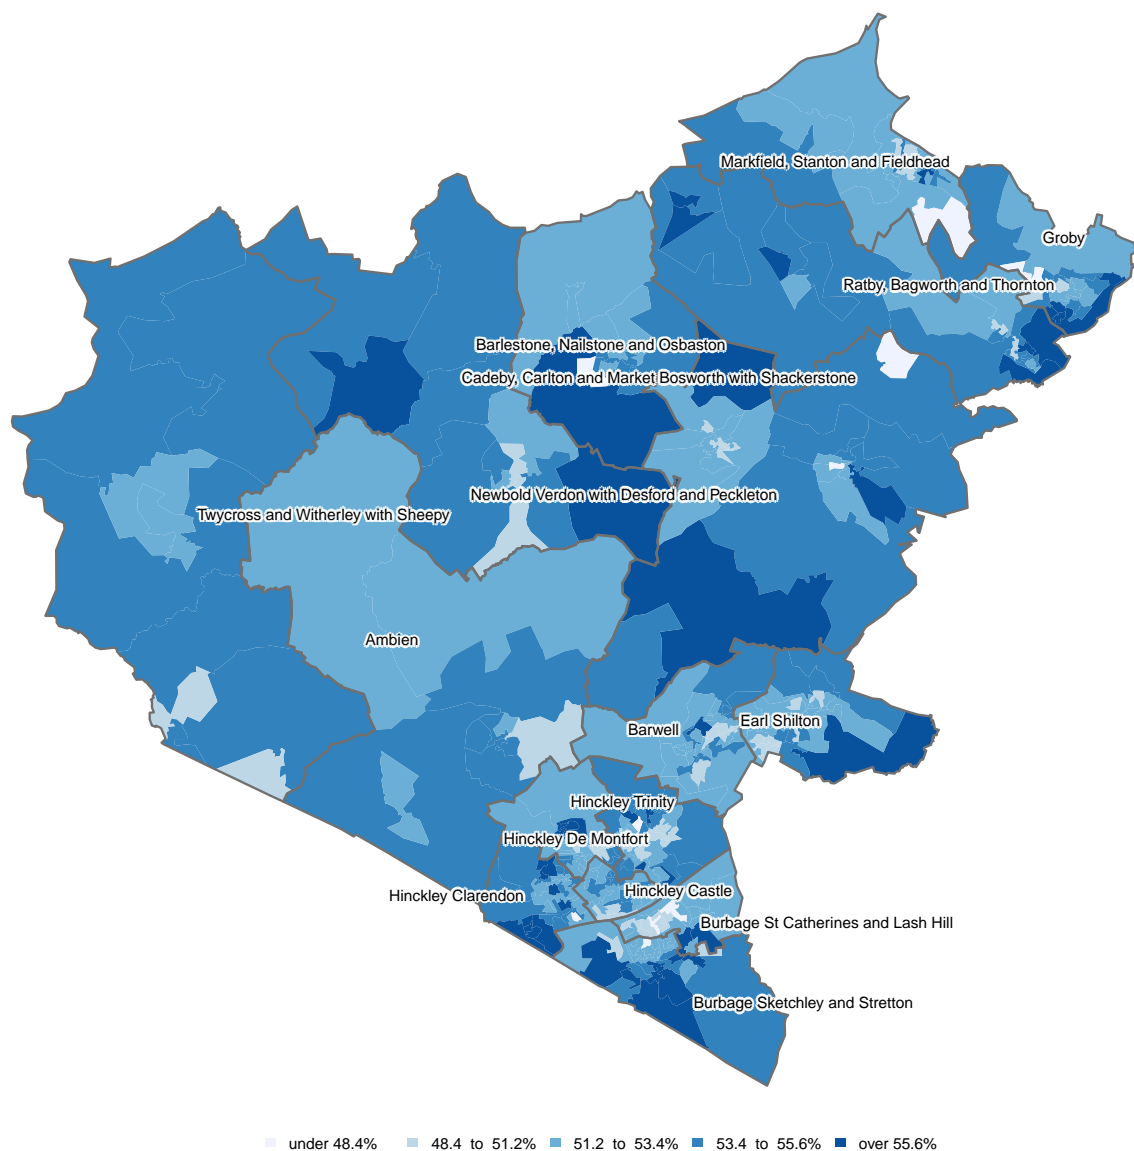 Markfield, Stanton and Fieldhead
Groby
Ratby, Bagworth and Thornton
Barlestone, Nailstone and Osbaston
Cadeby, Carlton and Market Bosworth with Shackerstone
Newbold Verdon with Desford and Peckleton
Twycross and Witherley with Sheepy
Ambien
Earl Shilton
Barwell
Hinckley Trinity
Hinckley De Montfort
Hinckley Castle
Hinckley Clarendon
Burbage St Catherines and Lash Hill
Burbage Sketchley and Stretton
under 48.4% 48.4 to 51.2% 51.2 to 53.4% 53.4 to 55.6% over 55.6%